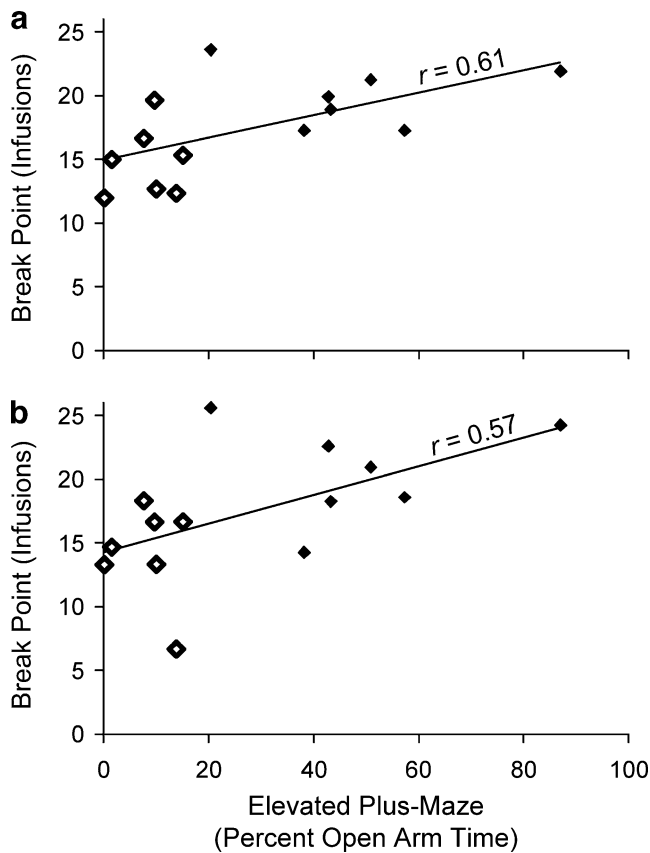 a
Break Point (Infusions)
25
20
15
10
5
0
r = 0.61
b
Break Point (Infusions)
25
20
15
10
5
0
r = 0.57
0 20 40 60 80 100
Elevated Plus-Maze
(Percent Open Arm Time)